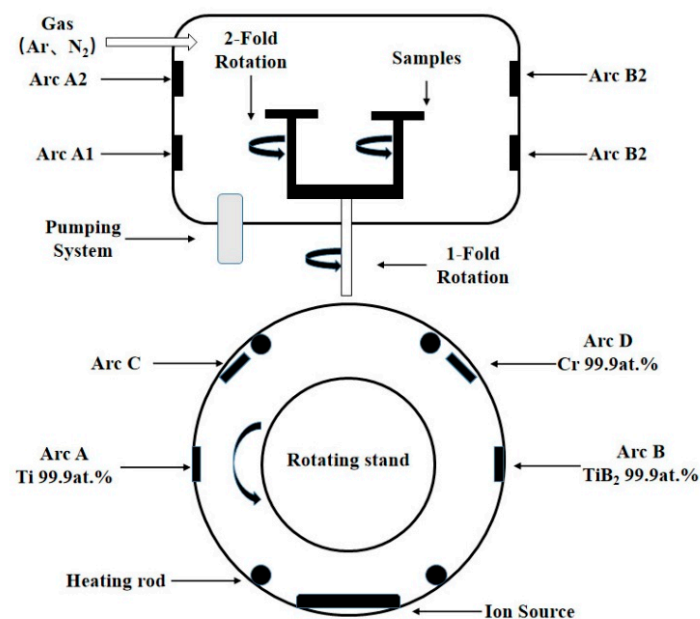 Gas
(Ar、N₂)
2-Fold
Rotation
Samples
Arc A2
Arc B2
Arc A1
Arc B2
Pumping
System
1-Fold
Rotation
Arc C
Arc D
Cr 99.9at.%
Arc A
Ti 99.9at.%
Rotating stand
Arc B
TiB₂ 99.9at.%
Heating rod
Ion Source